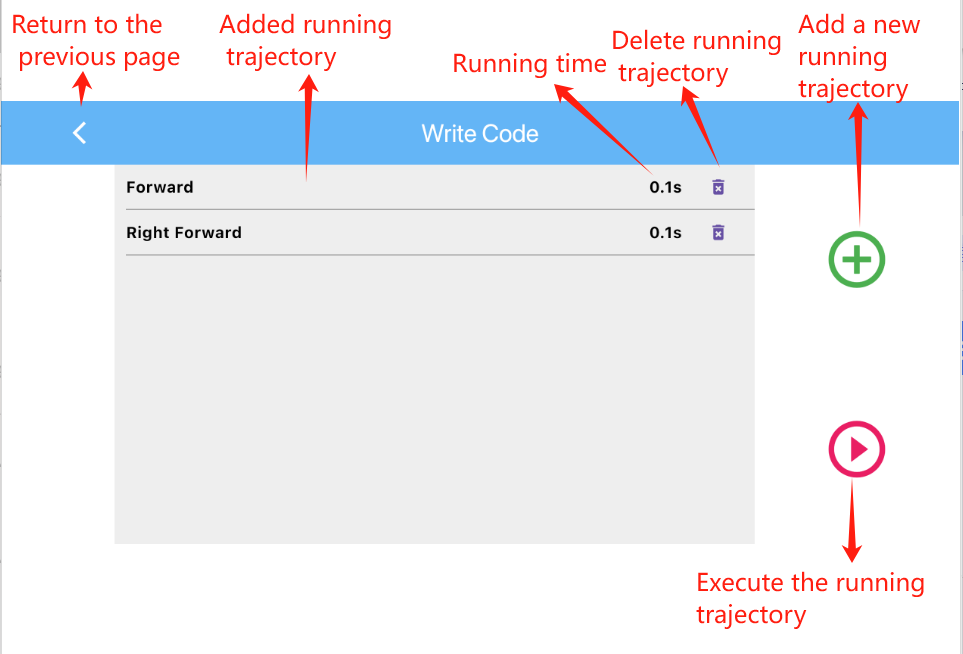 Return to the
previous page
Added running
trajectory
Running time
Delete running
trajectory
Add a new
running
trajectory
Write Code
Forward 0.1s
Right Forward 0.1s
Execute the running
trajectory